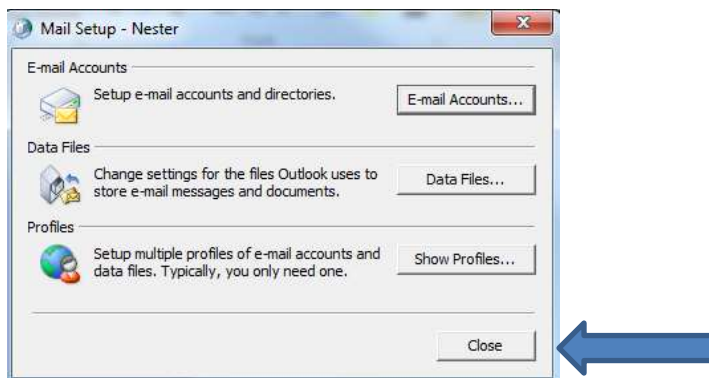 Mail Setup - Nester
E-mail Accounts
Setup e-mail accounts and directories.
E-mail Accounts...
Data Files
Change settings for the files Outlook uses to
store e-mail messages and documents.
Data Files...
Profiles
Setup multiple profiles of e-mail accounts and
data files. Typically, you only need one.
Show Profiles...
Close